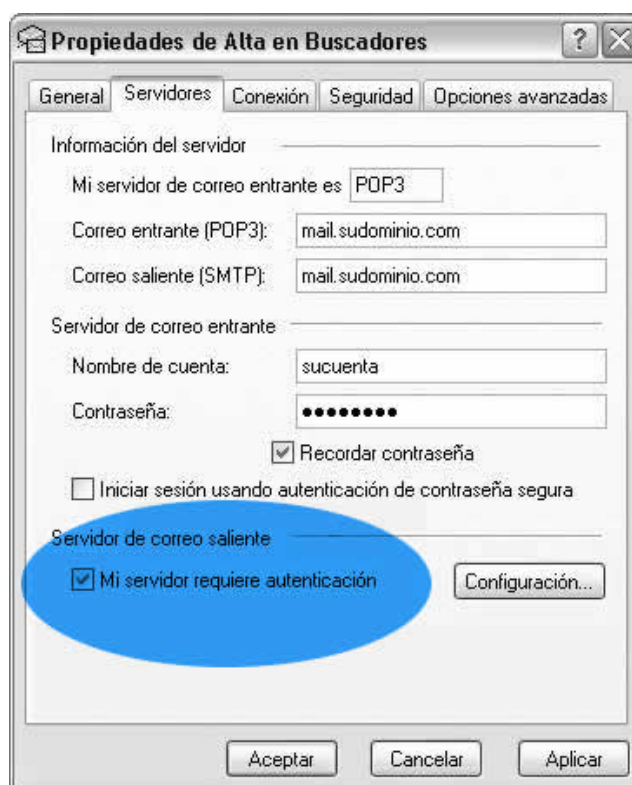 Propiedades de Alta en Buscadores
General Servidores Conexión Seguridad Opciones avanzadas
Información del servidor
Mi servidor de correo entrante es POP3
Correo entrante (POP3): mail.sudominio.com
Correo saliente (SMTP): mail.sudominio.com
Servidor de correo entrante
Nombre de cuenta: sucuenta
Contraseña: ●●●●●●●●
Recordar contraseña
Iniciar sesión usando autenticación de contraseña segura
Servidor de correo saliente
Mi servidor requiere autenticación Configuración...
Aceptar Cancelar Aplicar